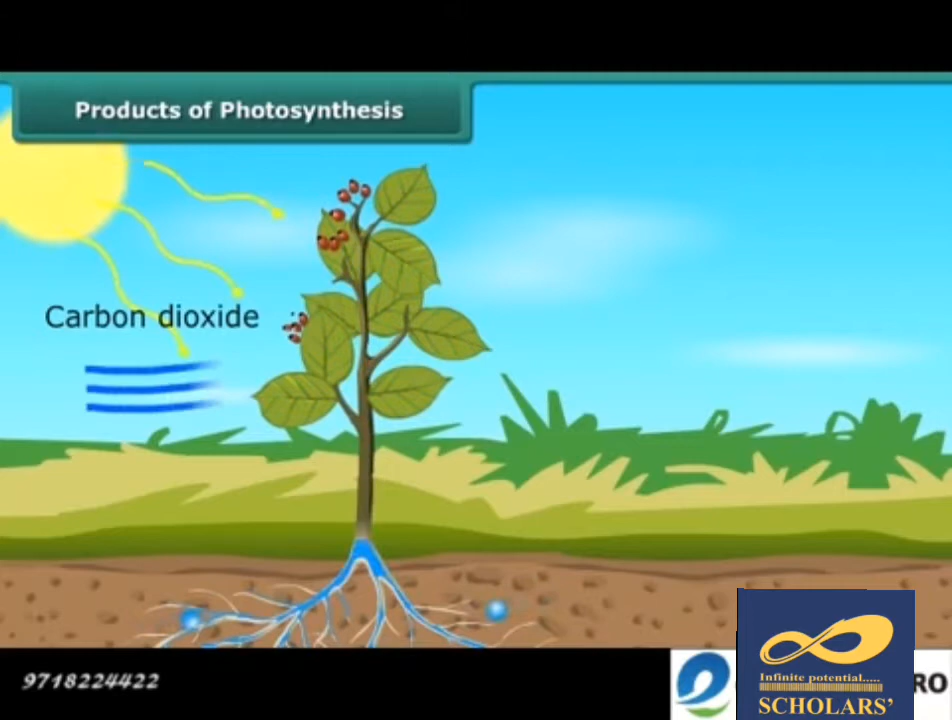 Products of Photosynthesis
Carbon dioxide
9718224422
RO
Infinite potential.....
SCHOLARS'